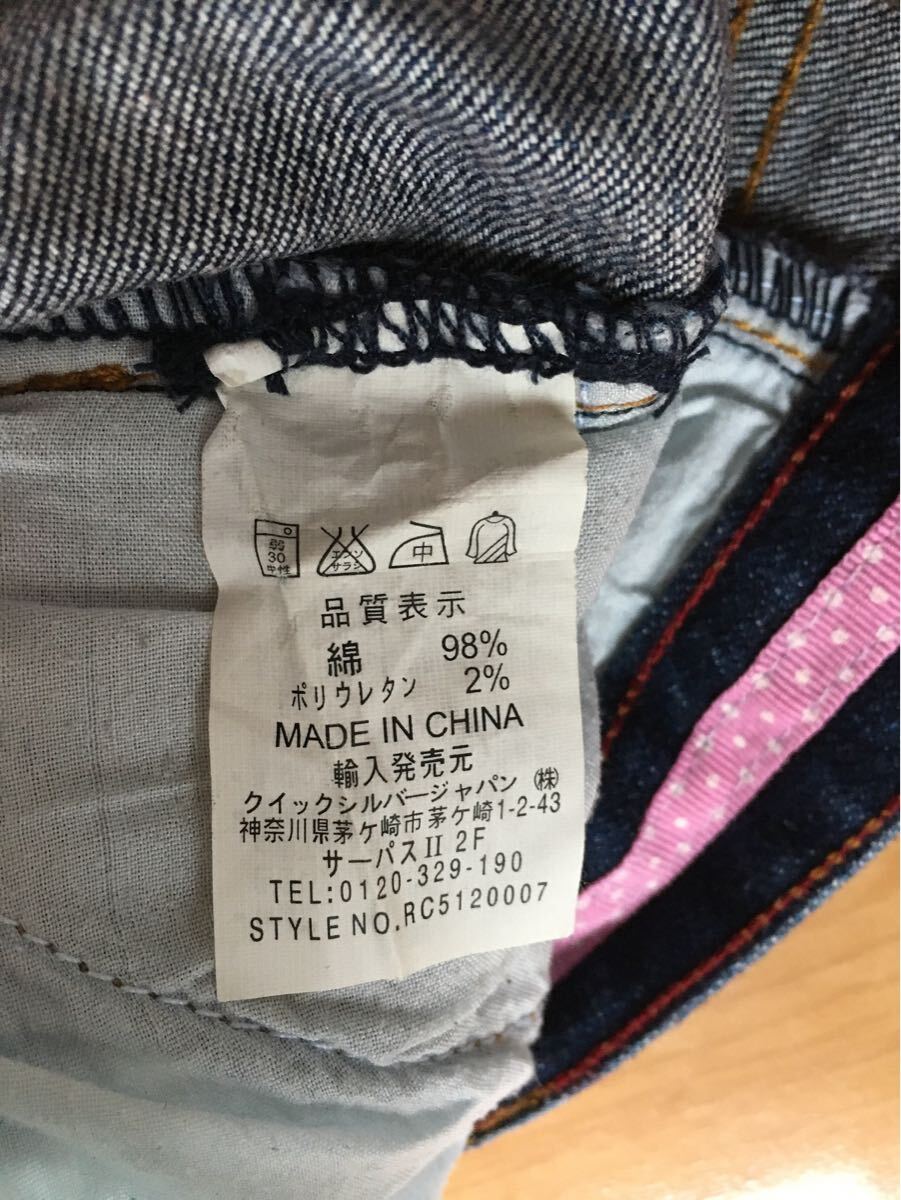 弱
30
中性
エンソ
サラシ
中
品質表示
綿 98%
ポリウレタン 2%
MADE IN CHINA
輸入発売元
クイックシルバージャパン ㈱
神奈川県茅ケ崎市茅ケ崎1-2-43
サーパスⅡ 2F
TEL:0120-329-190
STYLE NO.RC5120007